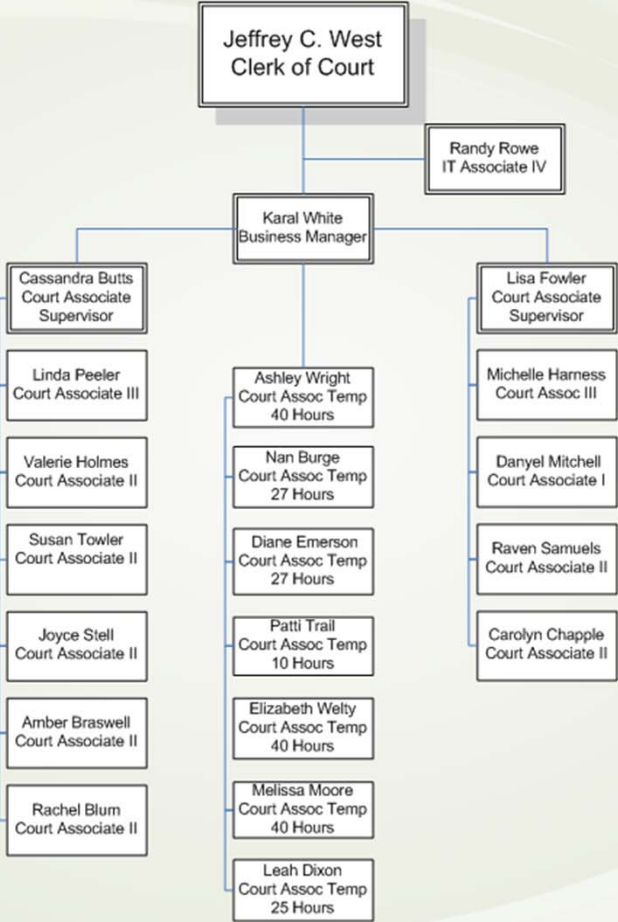 Jeffrey C. West
Clerk of Court
Randy Rowe
IT Associate IV
Karal White
Business Manager
Cassandra Butts
Court Associate
Supervisor
Linda Peeler
Court Associate III
Valerie Holmes
Court Associate II
Susan Towler
Court Associate II
Joyce Stell
Court Associate II
Amber Braswell
Court Associate II
Rachel Blum
Court Associate II
Ashley Wright
Court Assoc Temp
40 Hours
Nan Burge
Court Assoc Temp
27 Hours
Diane Emerson
Court Assoc Temp
27 Hours
Patti Trail
Court Assoc Temp
10 Hours
Elizabeth Welty
Court Assoc Temp
40 Hours
Melissa Moore
Court Assoc Temp
40 Hours
Leah Dixon
Court Assoc Temp
25 Hours
Lisa Fowler
Court Associate
Supervisor
Michelle Harness
Court Assoc III
Danyel Mitchell
Court Associate I
Raven Samuels
Court Associate II
Carolyn Chapple
Court Associate II